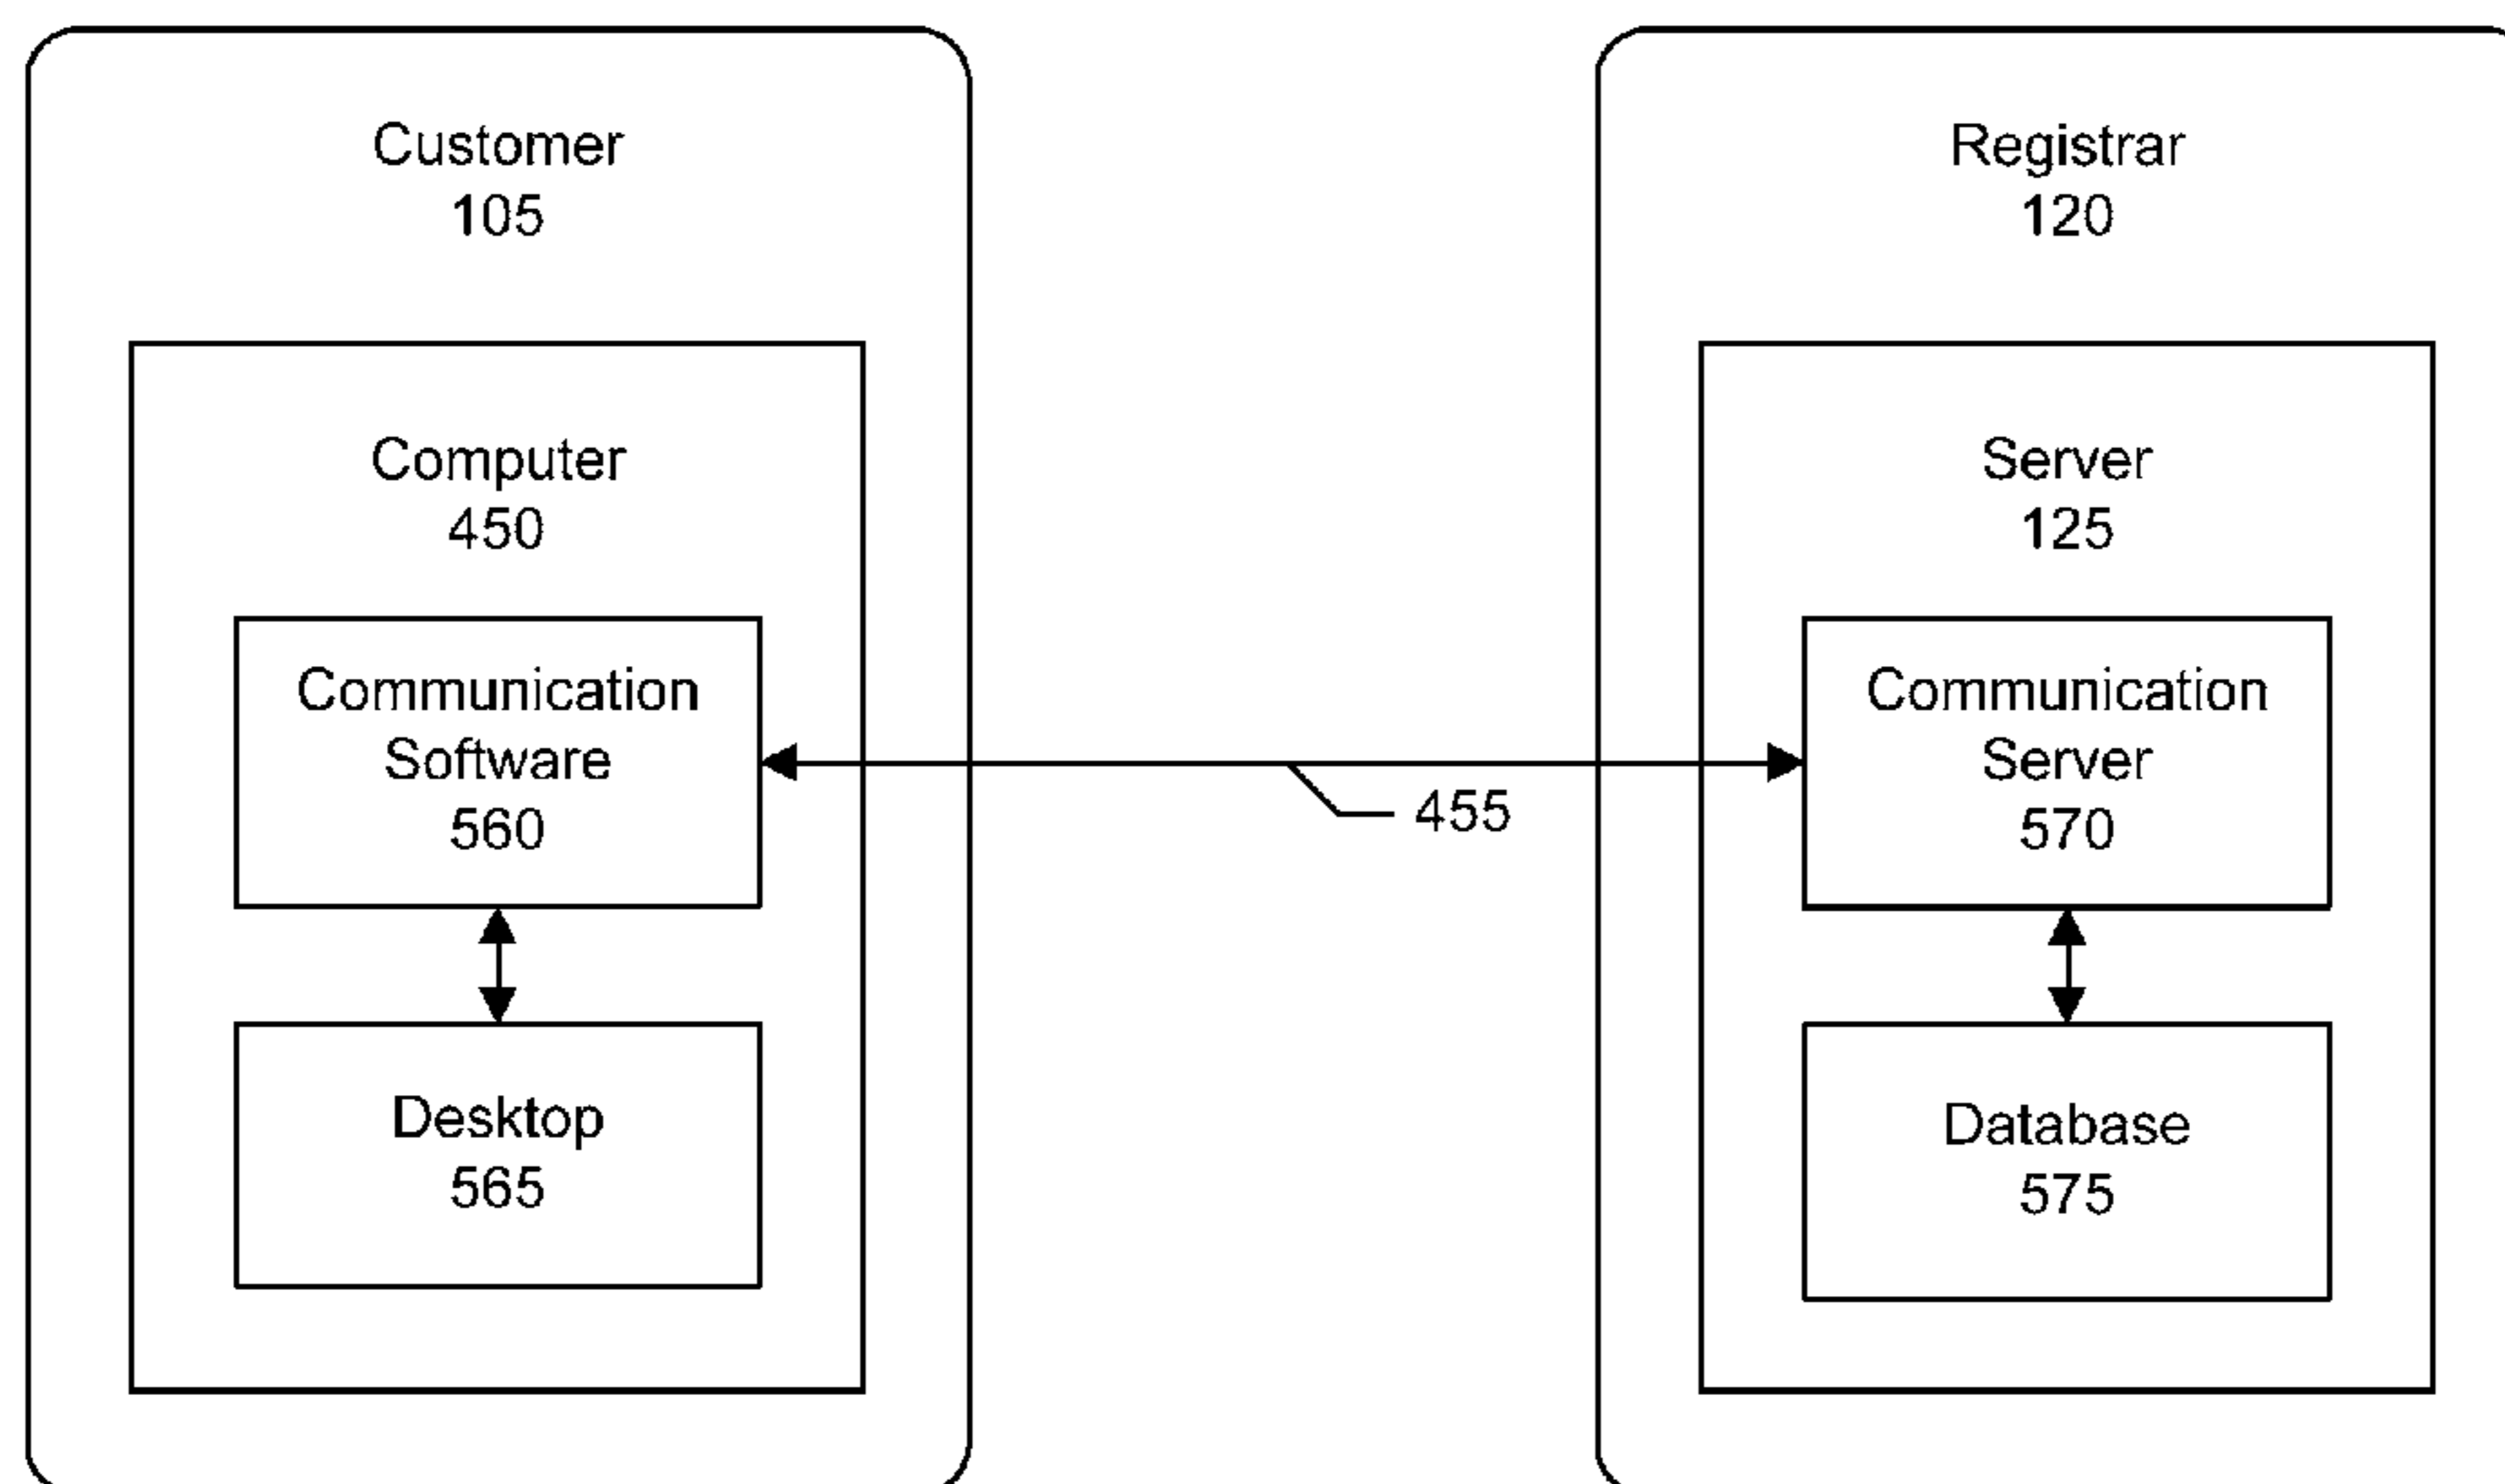 Customer
105
Computer
450
Communication
Software
560
Desktop
565
455
Registrar
120
Server
125
Communication
Server
570
Database
575